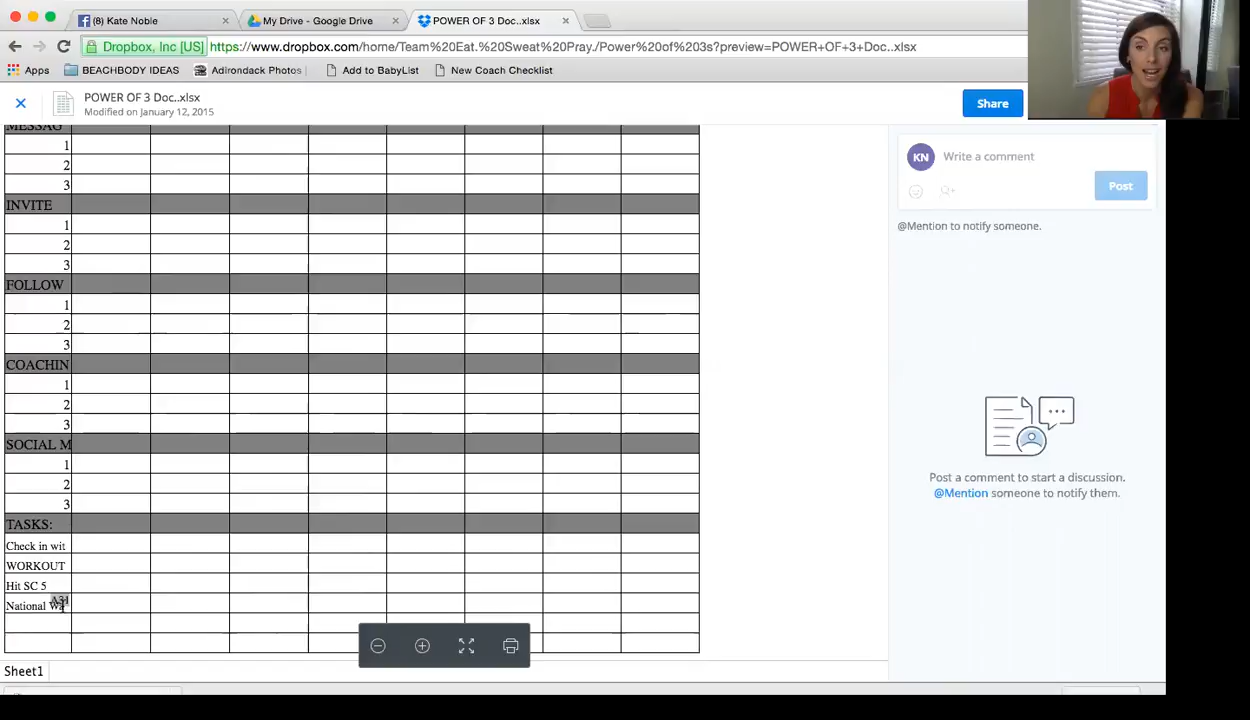 (8) Kate Noble
My Drive - Google Drive
POWER OF 3 Doc..xlsx
Dropbox, Inc [US]
https://www.dropbox.com/home/Team%20Eat.%20Sweat%20Pray./Power%20of%203s?preview=POWER+OF+3+Doc..xlsx
Apps
BEACHBODY IDEAS
Adirondack Photos
Add to BabyList
New Coach Checklist
POWER OF 3 Doc..xlsx
Modified on January 12, 2015
Share
MESSAG
1
2
3
INVITE
1
2
3
FOLLOW
1
2
3
COACHIN
1
2
3
SOCIAL M
1
2
3
TASKS:
Check in wit
WORKOUT
Hit SC 5
A34
National Wa
Sheet1
KN
Write a comment
Post
@Mention to notify someone.
Post a comment to start a discussion.
@Mention someone to notify them.